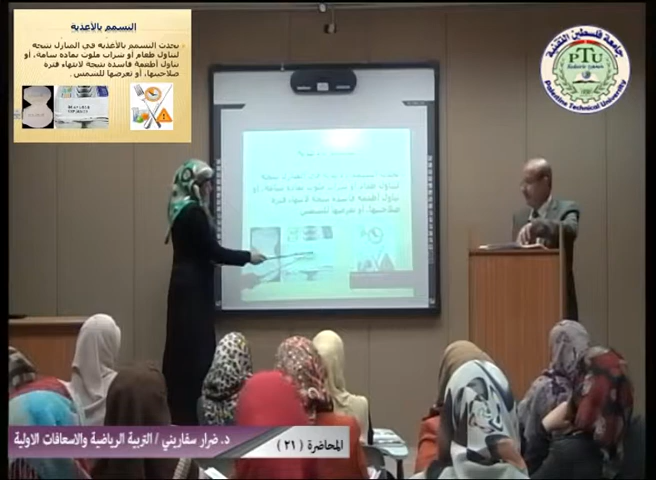 التسمم بالأغذية
يحدث التسمم بالأغذية في المنازل نتيجة
لتناول طعام أو شراب ملوث بمادة سامة، أو
تناول أطعمة فاسدة نتيجة لانتهاء فترة
صلاحيتها، أو تعرضها للشمس.
جامعة فلسطين التقنية
PTU
Palestine Technical University
د. ضرار سفاريني / التربية الرياضية والاسعافات الاولية
المحاضرة ( ٢١ )